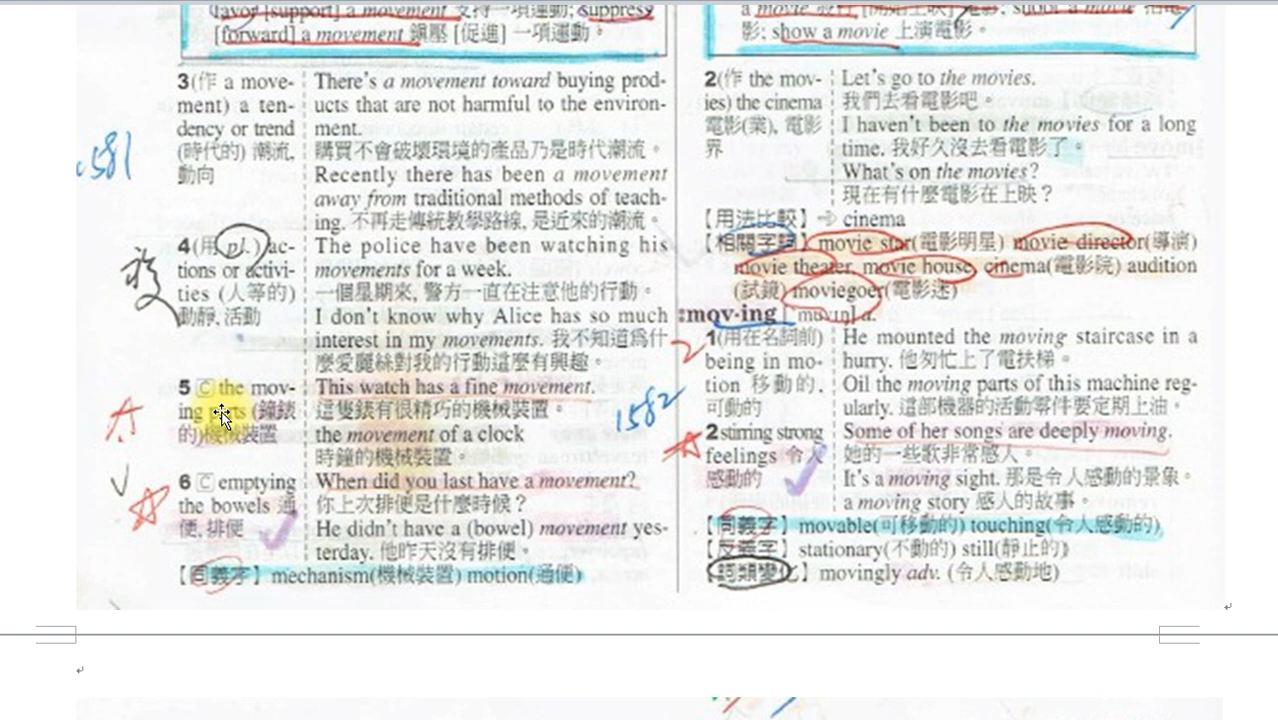 favor [support] a movement 支持一項運動; suppress
[forward] a movement 鎮壓 [促進] 一項運動。
3(作 a move-
ment) a ten-
dency or trend
(時代的) 潮流,
動向
There's a movement toward buying prod-
ucts that are not harmful to the environ-
ment.
購買不會破壞環境的產品乃是時代潮流。
Recently there has been a movement
away from traditional methods of teach-
ing. 不再走傳統教學路線, 是近來的潮流。
4(用 pl.) ac-
tions or activi-
ties (人等的)
動靜, 活動
The police have been watching his
movements for a week.
一個星期來, 警方一直在注意他的行動。
I don't know why Alice has so much
interest in my movements. 我不知道為什
麼愛麗絲對我的行動這麼有興趣。
5 C the mov-
ing parts (鐘錶
的)機械裝置
This watch has a fine movement.
這隻錶有很精巧的機械裝置。
the movement of a clock
時鐘的機械裝置。
6 C emptying
the bowels 通
便, 排便
When did you last have a movement?
你上次排便是什麼時候?
He didn't have a (bowel) movement yes-
terday. 他昨天沒有排便。
【同義字】mechanism(機械裝置) motion(通便)
581
影; show a movie 上演電影。
2(作 the mov-
ies) the cinema
電影(業), 電影
界
Let's go to the movies.
我們去看電影吧。
I haven't been to the movies for a long
time. 我好久沒去看電影了。
What's on the movies?
現在有什麼電影在上映?
【用法比較】⇨ cinema
【相關字詞】movie star(電影明星) movie director(導演)
movie theater, movie house, cinema(電影院) audition
(試鏡) moviegoer(電影迷)
:mov·ing [ˈmuvɪŋ] a.
1(用在名詞前)
being in mo-
tion 移動的,
可動的
He mounted the moving staircase in a
hurry. 他匆忙上了電扶梯。
Oil the moving parts of this machine reg-
ularly. 這部機器的活動零件要定期上油。
2 stirring strong
feelings 令人
感動的
Some of her songs are deeply moving.
她的一些歌非常感人。
It's a moving sight. 那是令人感動的景象。
a moving story 感人的故事。
【同義字】movable(可移動的) touching(令人感動的)
【反義字】stationary(不動的) still(靜止的)
【詞類變化】movingly adv. (令人感動地)
1582